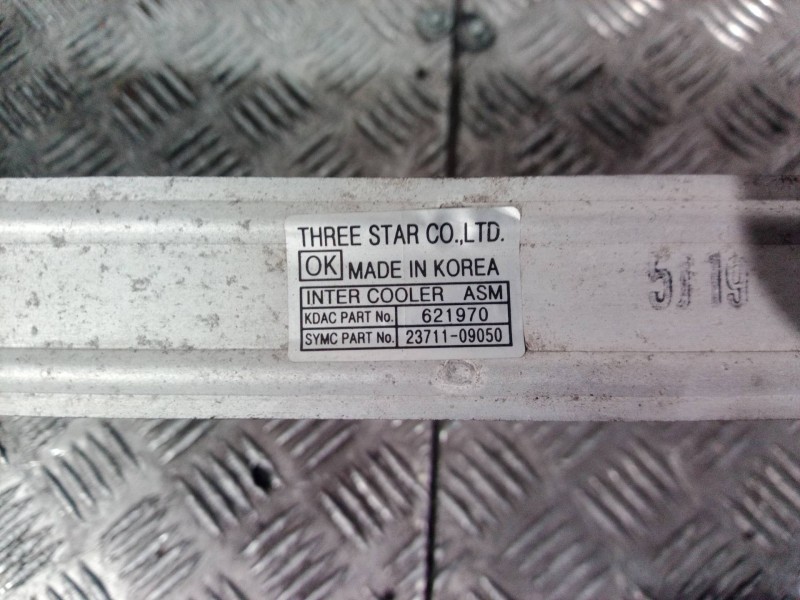 THREE STAR CO.,LTD.
OK MADE IN KOREA
INTER COOLER ASM
KDAC PART No. 621970
SYMC PART No. 23711-09050